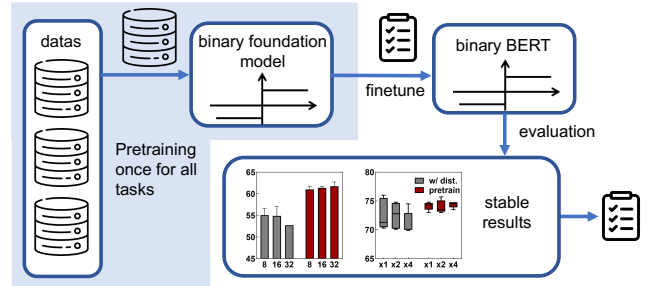 datas
binary foundation
model
finetune
binary BERT
evaluation
Pretraining
once for all
tasks
65
60
55
50
45
8 16 32 8 16 32
80
75
70
65
w/ dist.
pretrain
x1 x2 x4 x1 x2 x4
stable
results